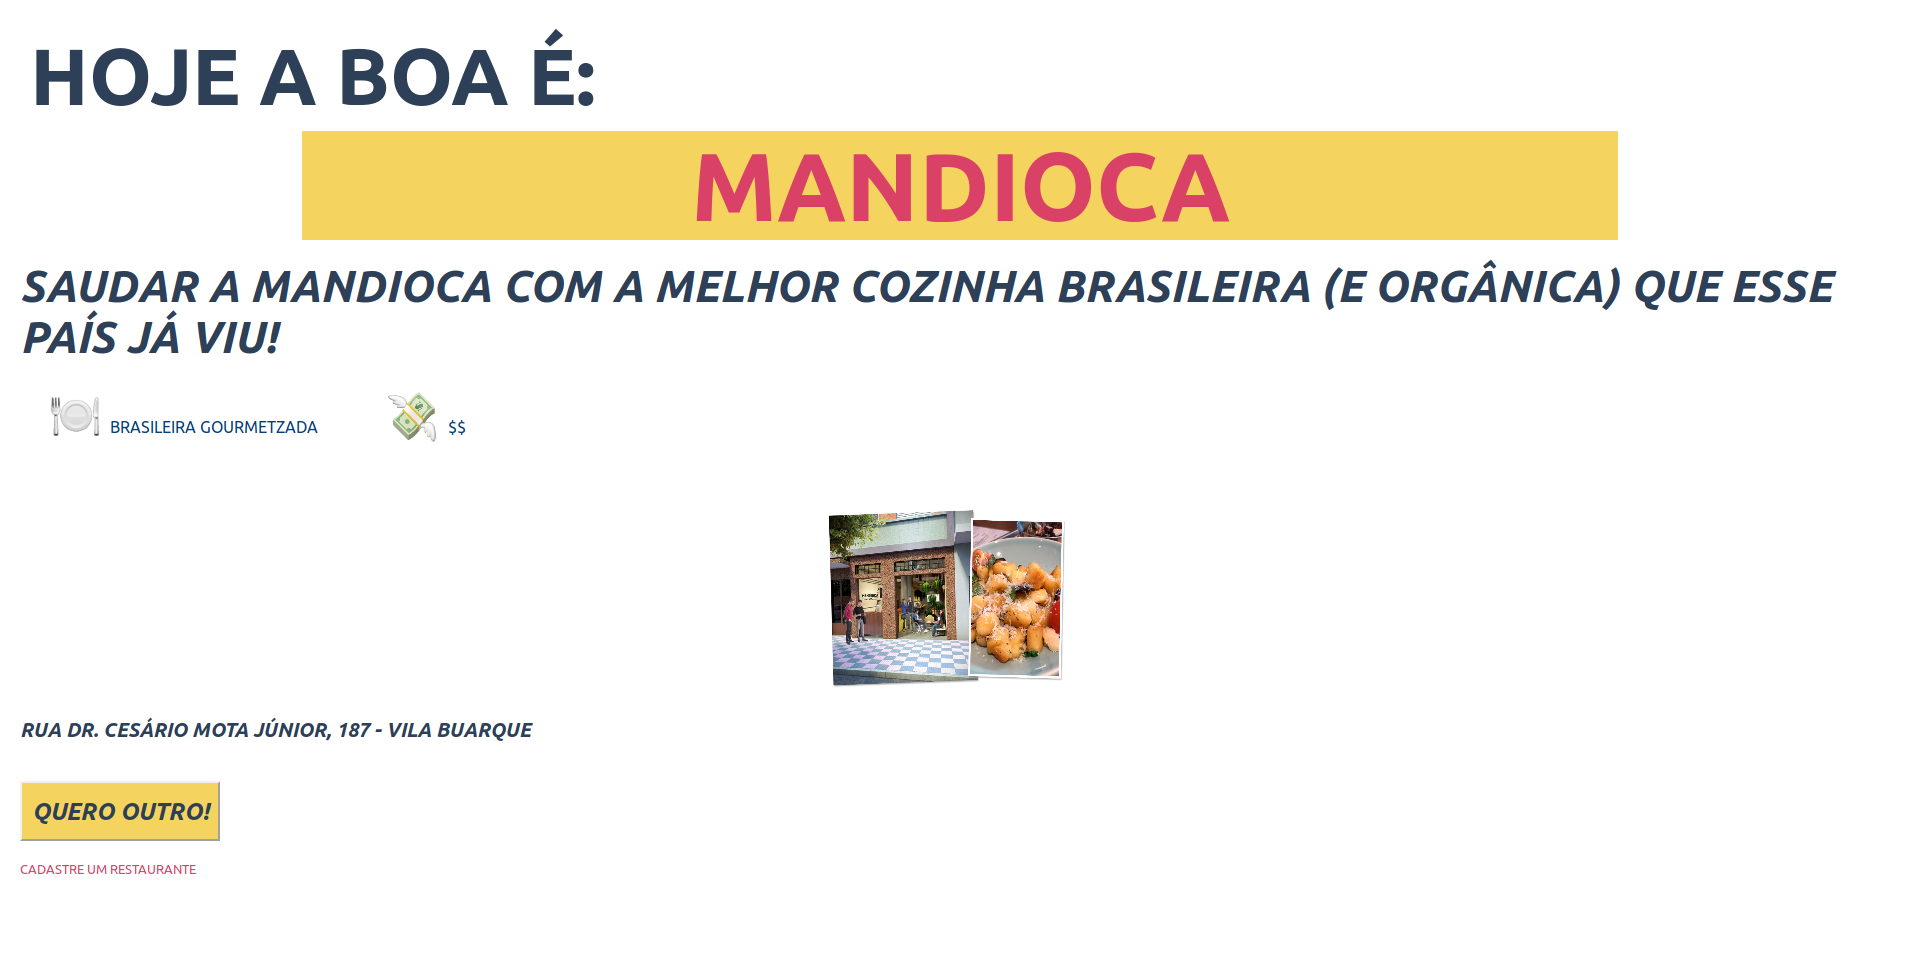 HOJE A BOA É:
MANDIOCA
SAUDAR A MANDIOCA COM A MELHOR COZINHA BRASILEIRA (E ORGÂNICA) QUE ESSE
PAÍS JÁ VIU!
BRASILEIRA GOURMETZADA $$
RUA DR. CESÁRIO MOTA JÚNIOR, 187 - VILA BUARQUE
QUERO OUTRO!
CADASTRE UM RESTAURANTE